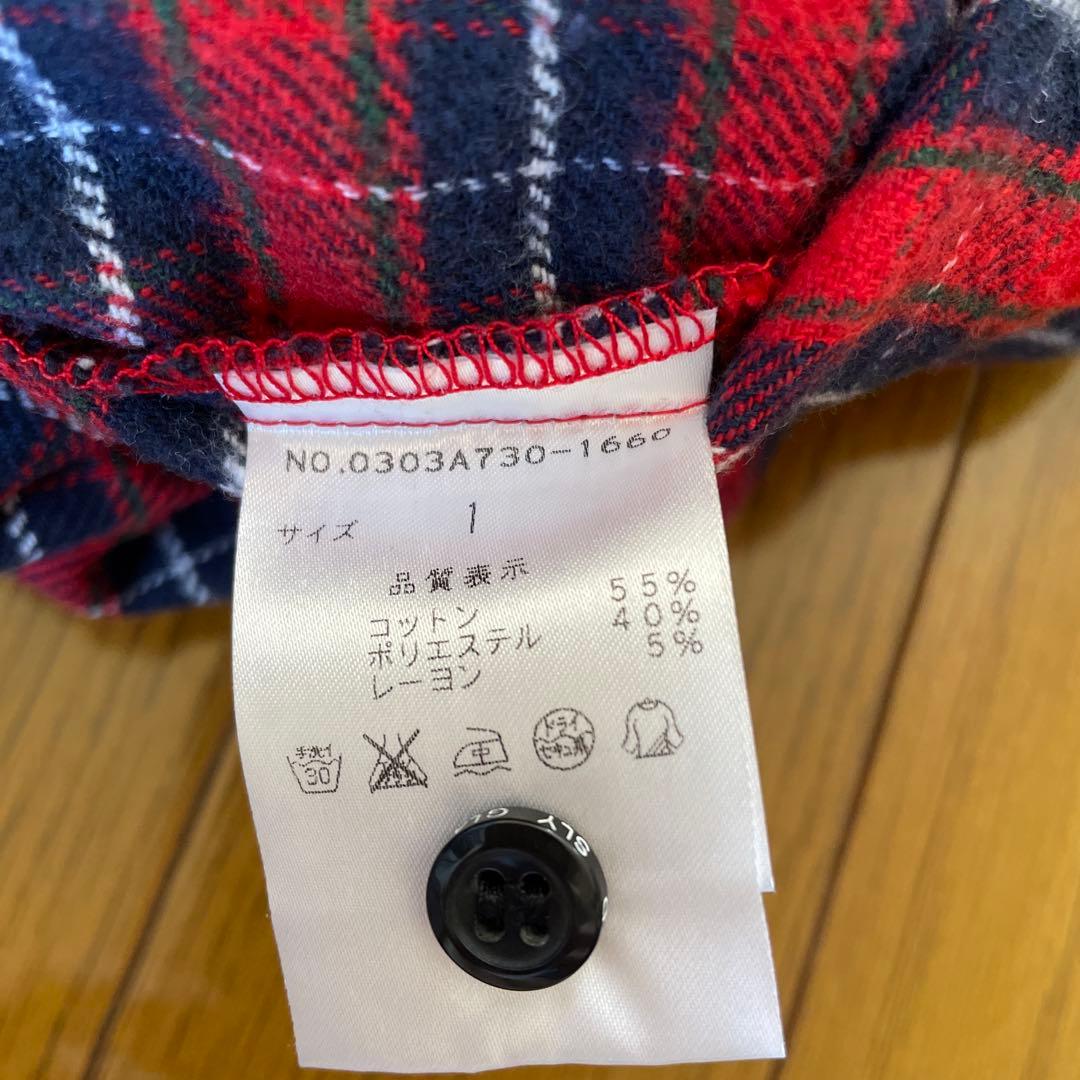 NO.0303A730-1660
サイズ 1
品質表示
コットン 55%
ポリエステル 40%
レーヨン 5%
手洗イ 30
中
ドライ
セキユ系
SLY